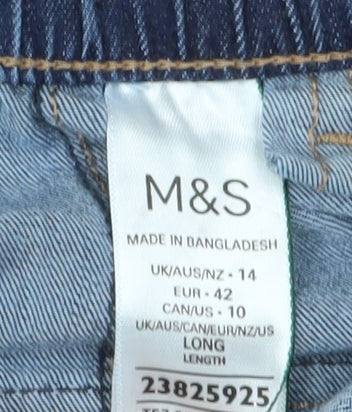 M&S
MADE IN BANGLADESH
UK/AUS/NZ - 14
EUR - 42
CAN/US - 10
UK/AUS/CAN/EUR/NZ/US
LONG
LENGTH
23825925